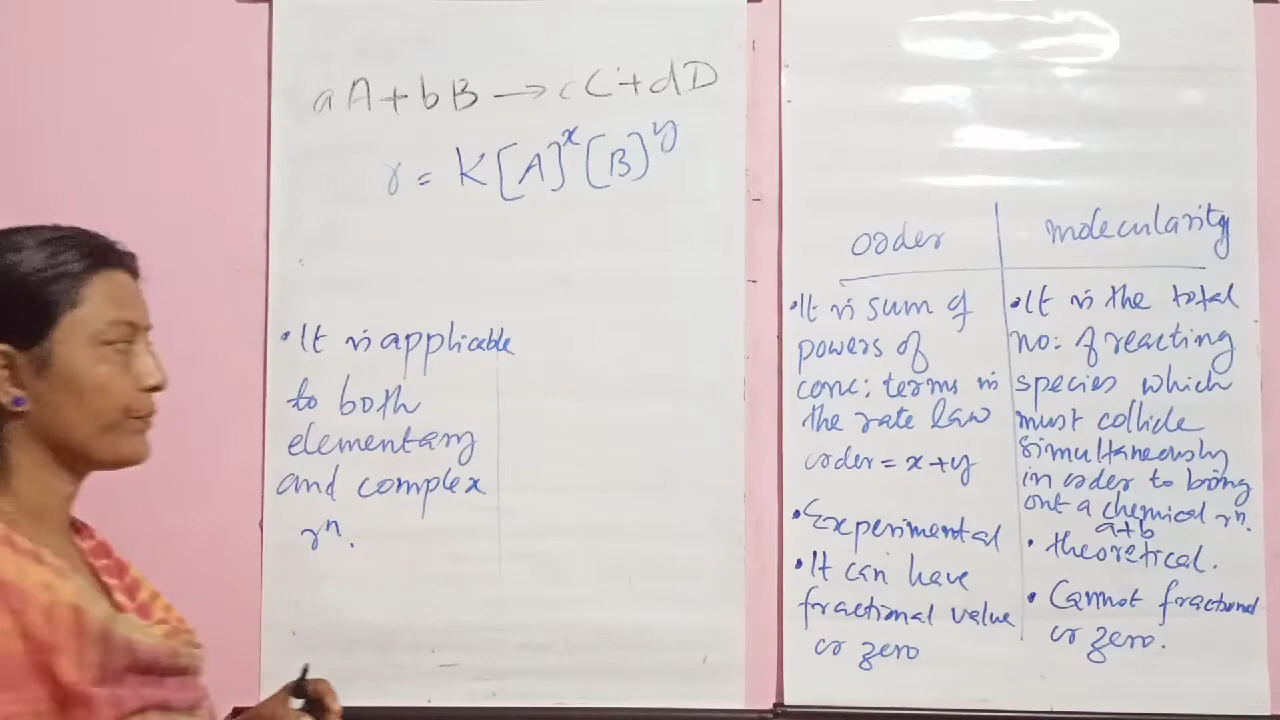 aA + bB → cC + dD
r = K[A]^x [B]^y
• It is applicable
to both
elementary
and complex
rⁿ.
order
• It is sum of
powers of
conc: terms in
the rate law
order = x+y
• Experimental
• It can have
fractional value
or zero
molecularity
• It is the total
no: of reacting
species which
must collide
simultaneously
in order to bring
out a chemical rⁿ.
a+b
• theoretical.
• Cannot fractional
or zero.